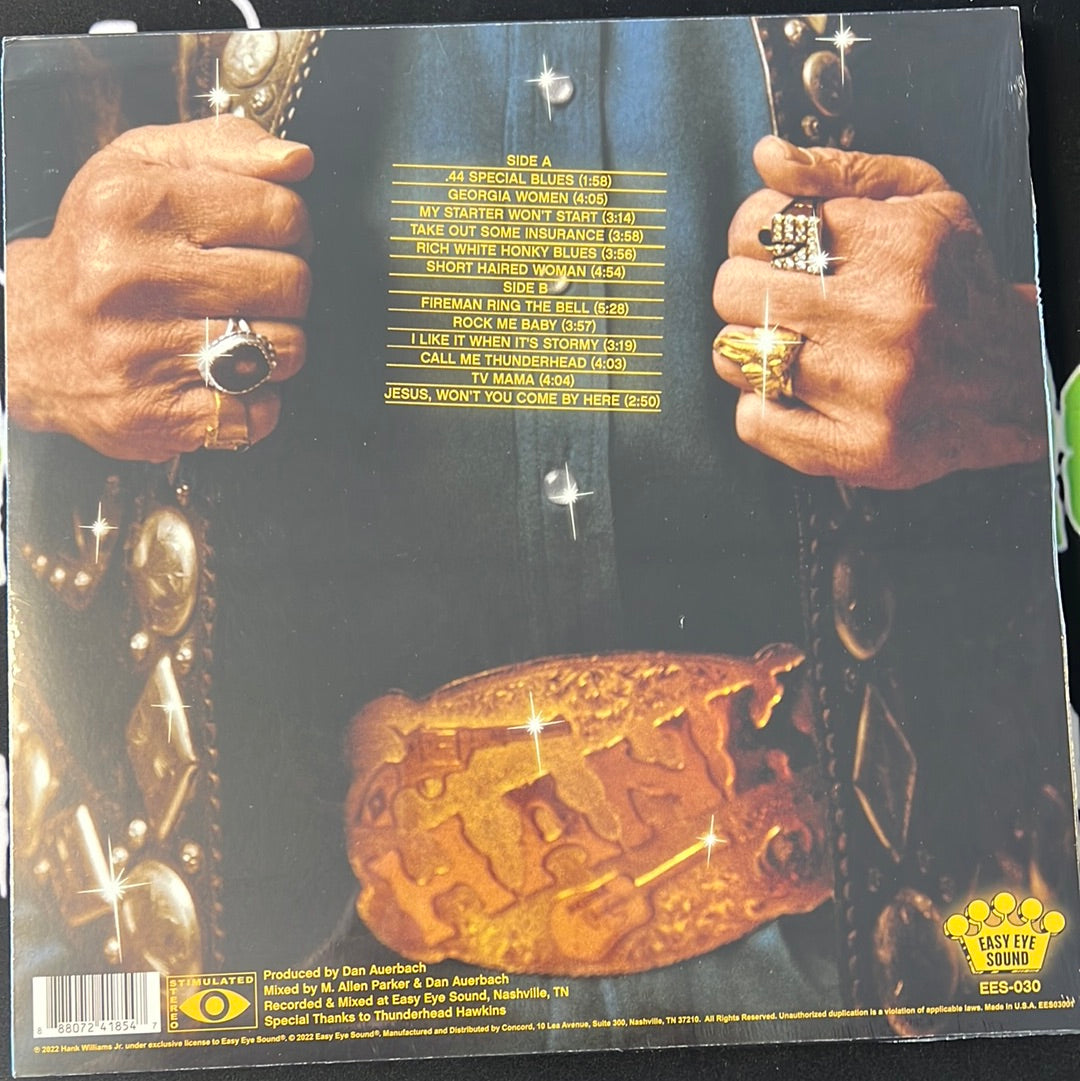 SIDE A
.44 SPECIAL BLUES (1:58)
GEORGIA WOMEN (4:05)
MY STARTER WON'T START (3:14)
TAKE OUT SOME INSURANCE (3:58)
RICH WHITE HONKY BLUES (3:56)
SHORT HAIRED WOMAN (4:54)
SIDE B
FIREMAN RING THE BELL (5:28)
ROCK ME BABY (3:57)
I LIKE IT WHEN IT'S STORMY (3:19)
CALL ME THUNDERHEAD (4:03)
TV MAMA (4:04)
JESUS, WON'T YOU COME BY HERE (2:50)
EASY EYE
SOUND
EES-030
STIMULATED
STEREO
Produced by Dan Auerbach
Mixed by M. Allen Parker & Dan Auerbach
Recorded & Mixed at Easy Eye Sound, Nashville, TN
Special Thanks to Thunderhead Hawkins
8 88072 41854 7
℗ 2022 Hank Williams Jr. under exclusive license to Easy Eye Sound®. © 2022 Easy Eye Sound®. Manufactured and Distributed by Concord, 10 Lea Avenue, Suite 300, Nashville, TN 37210. All Rights Reserved. Unauthorized duplication is a violation of applicable laws. Made in U.S.A.